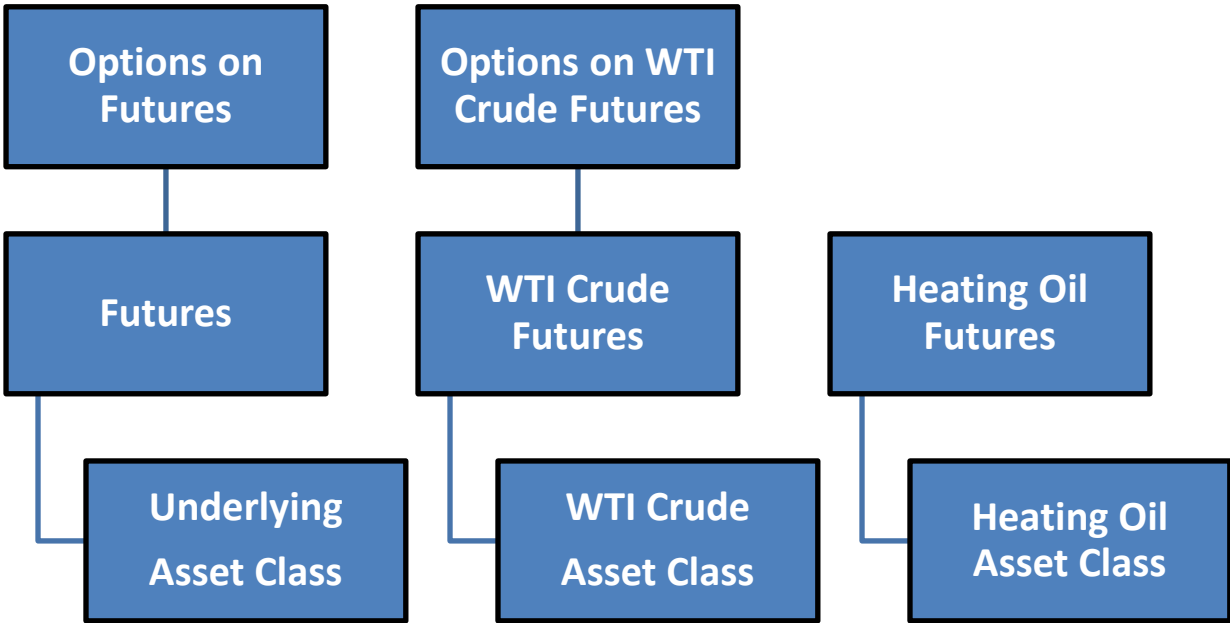 Options on
Futures
Options on WTI
Crude Futures
Futures
WTI Crude
Futures
Heating Oil
Futures
Underlying
Asset Class
WTI Crude
Asset Class
Heating Oil
Asset Class